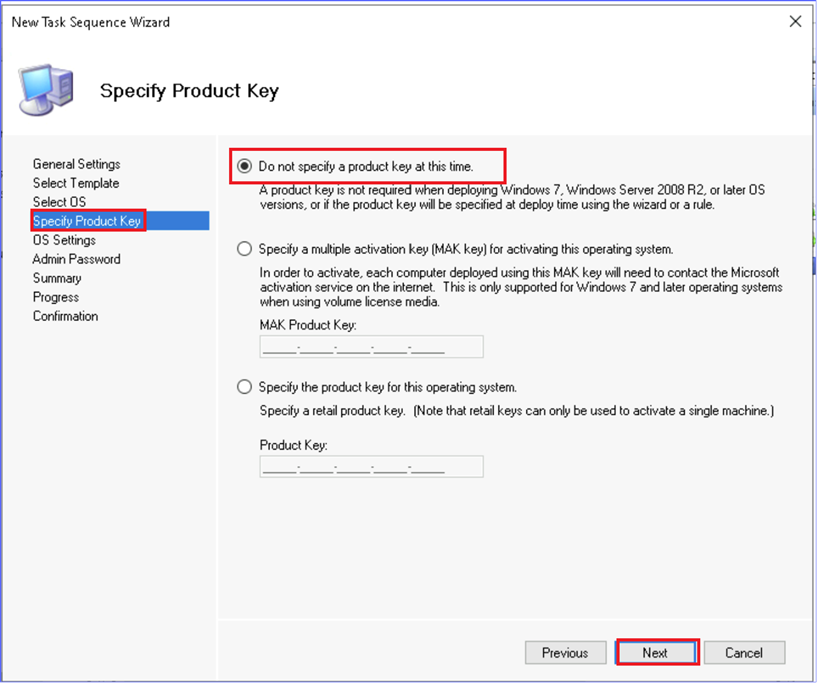 New Task Sequence Wizard
Specify Product Key
General Settings
Select Template
Select OS
Specify Product Key
OS Settings
Admin Password
Summary
Progress
Confirmation
Do not specify a product key at this time.
A product key is not required when deploying Windows 7, Windows Server 2008 R2, or later OS
versions, or if the product key will be specified at deploy time using the wizard or a rule.
Specify a multiple activation key (MAK key) for activating this operating system.
In order to activate, each computer deployed using this MAK key will need to contact the Microsoft
activation service on the internet. This is only supported for Windows 7 and later operating systems
when using volume license media.
MAK Product Key:
_____-_____-_____-_____-_____
Specify the product key for this operating system.
Specify a retail product key. (Note that retail keys can only be used to activate a single machine.)
Product Key:
_____-_____-_____-_____-_____
Previous
Next
Cancel